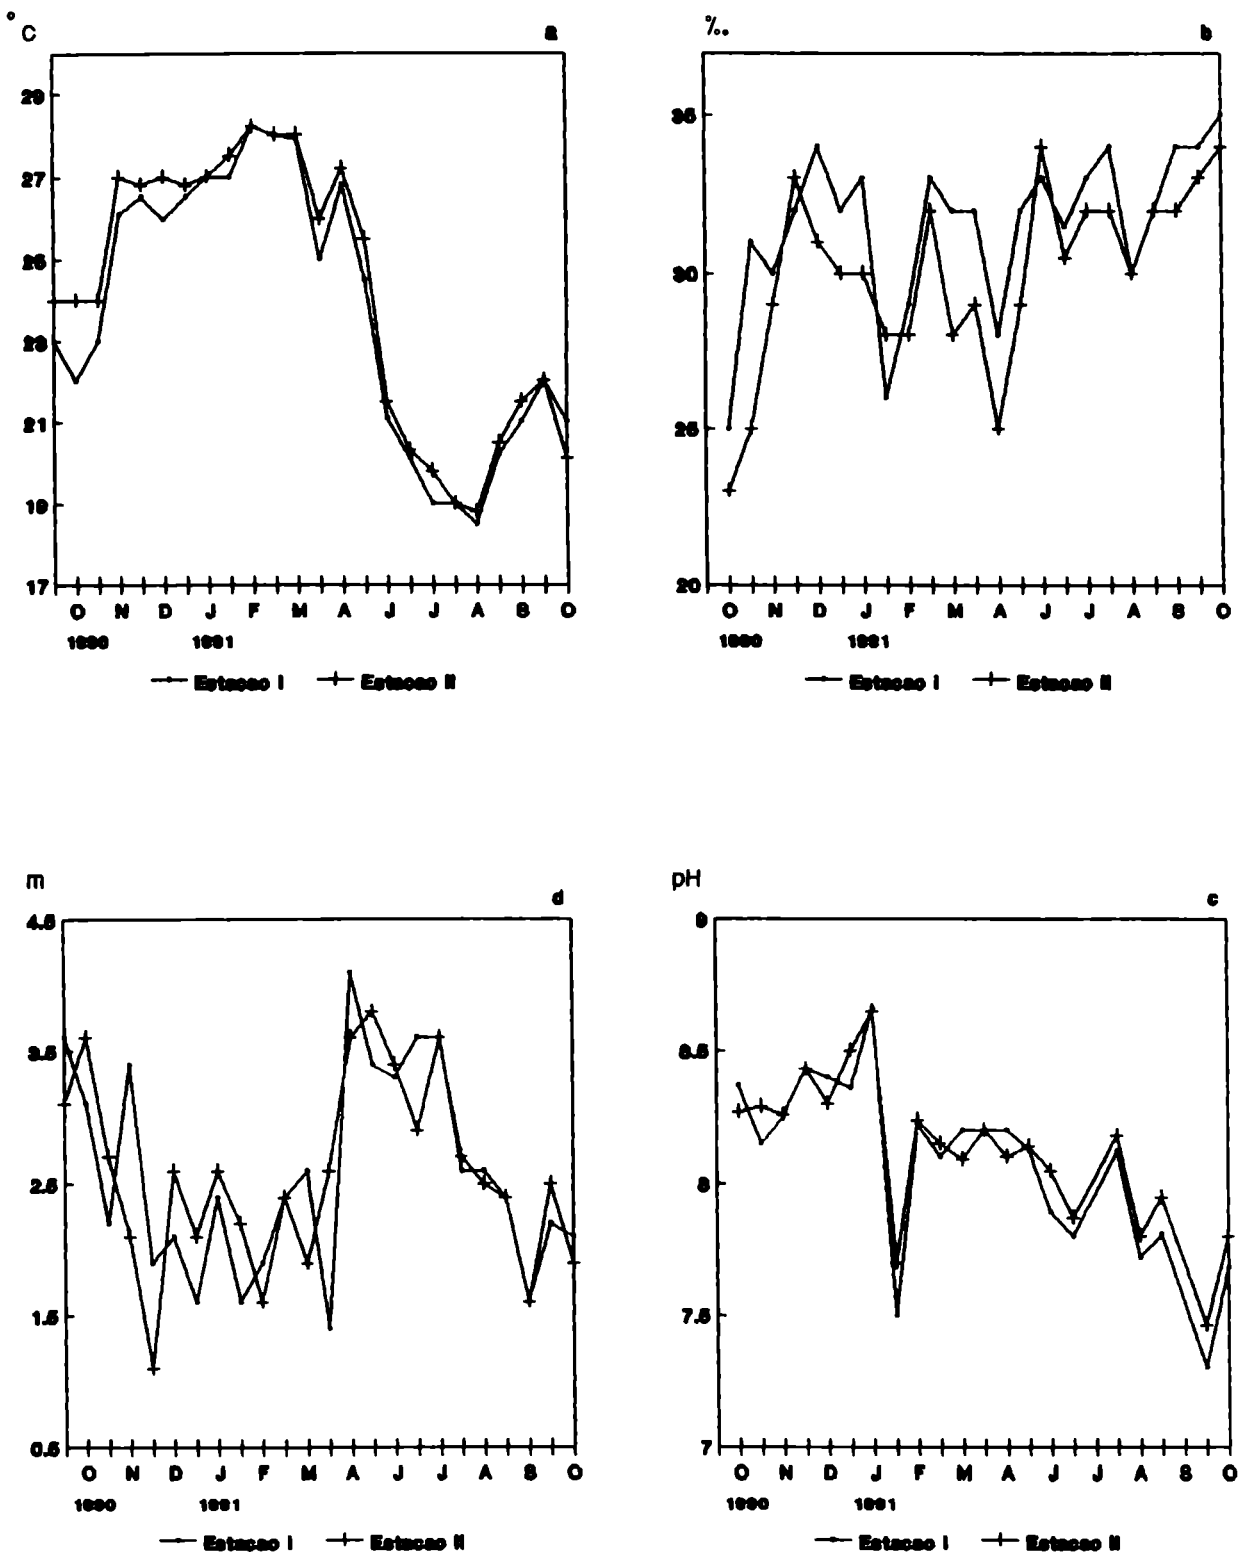 °C
a
29
27
25
23
21
19
17
O N D J F M A J J A S O
1990 1991
Estacao I Estacao II
‰
b
35
30
25
20
O N D J F M A J J A S O
1990 1991
Estacao I Estacao II
m
d
4.5
3.5
2.5
1.5
0.5
O N D J F M A J J A S O
1990 1991
Estacao I Estacao II
pH
c
9
8.5
8
7.5
7
O N D J F M A J J A S O
1990 1991
Estacao I Estacao II